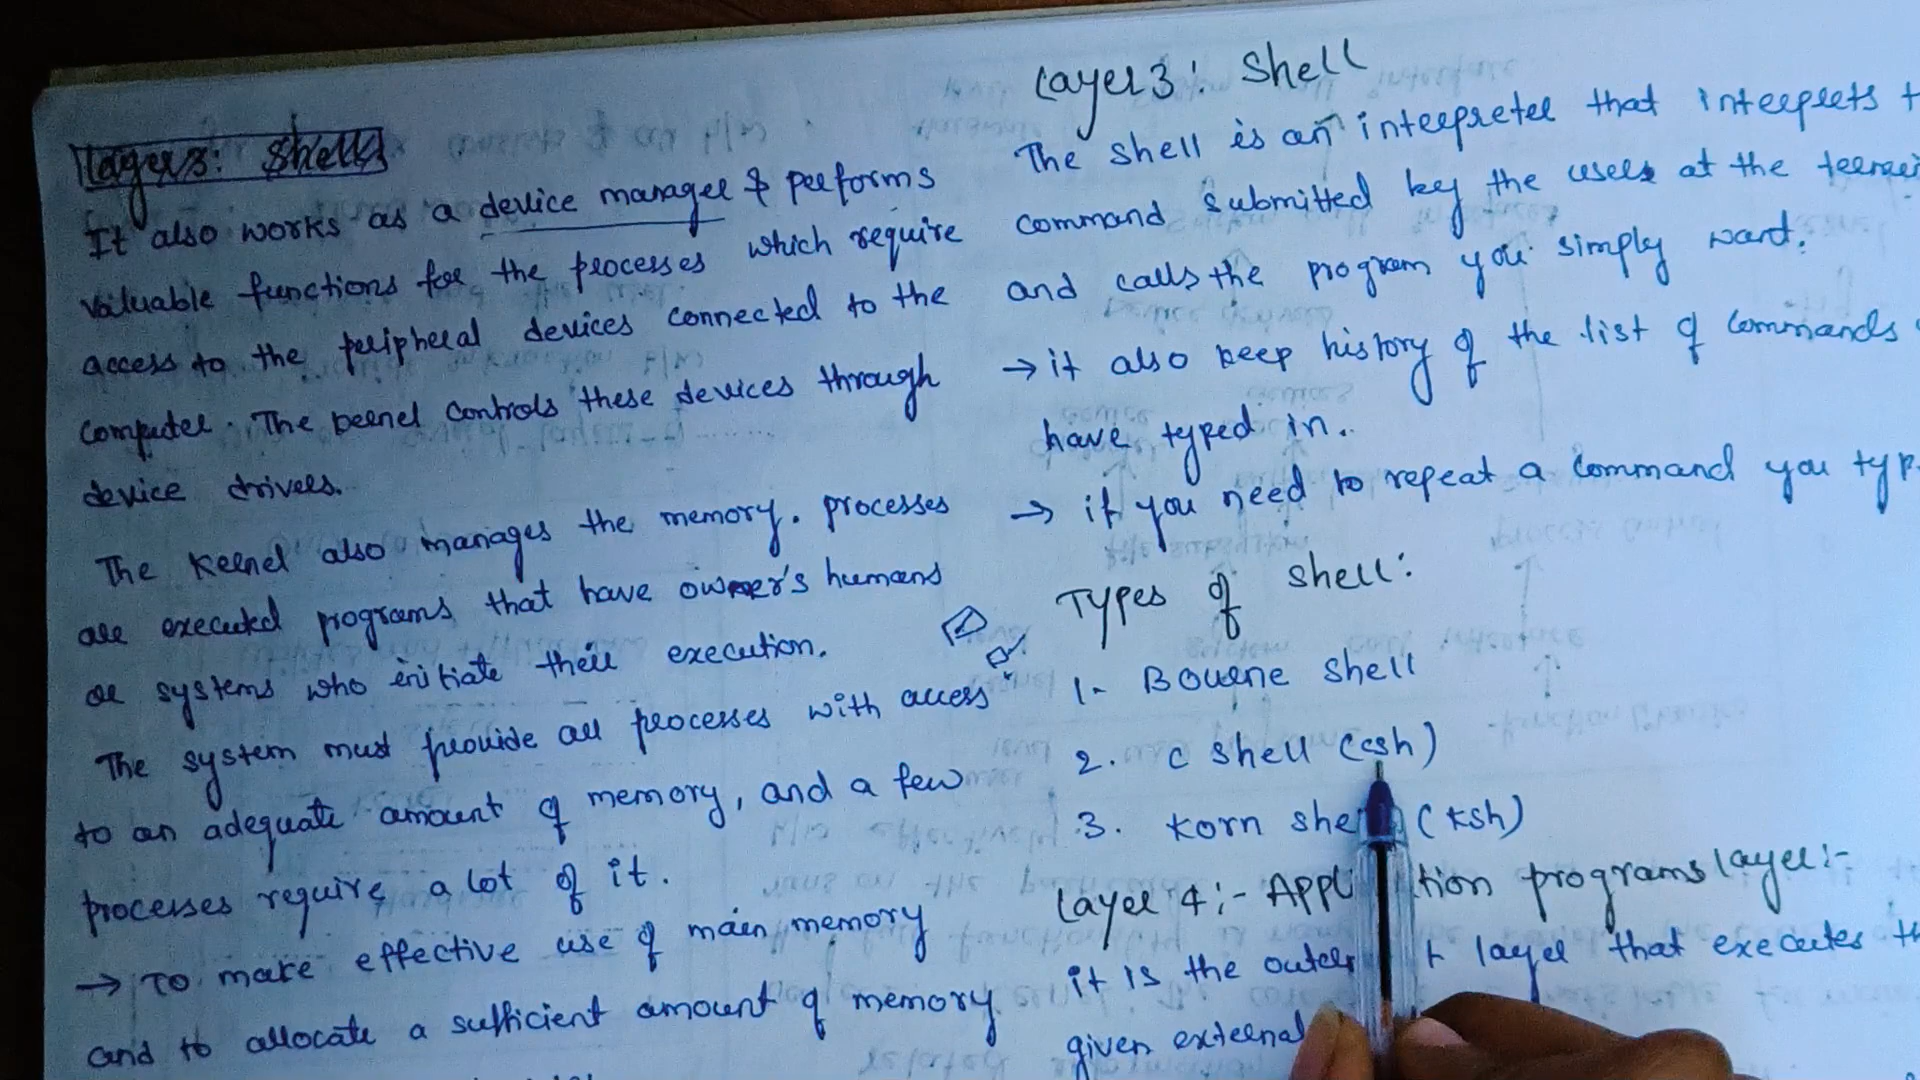 Layer3: Shell
It also works as a device manager & performs
valuable functions for the processes which require
access to the peripheral devices connected to the
computer. The kernel controls these devices through
device drivers.
The Kernel also manages the memory. processes
are executed programs that have owner's humans
or systems who initiate their execution.
The system must provide all processes with access
to an adequate amount of memory, and a few
processes require a lot of it.
→ To make effective use of main memory
and to allocate a sufficient amount of memory
Layer3: Shell
The shell is an interpreter that interprets
command submitted by the users at the
and calls the program you simply want.
→ it also keep history of the list of commands
have typed in.
→ if you need to repeat a command you
Types of shell:
1- Bourne shell
2. C shell (csh)
3. Korn (ksh)
Layer 4:- programs layer:-
it is the layer that executes
given external